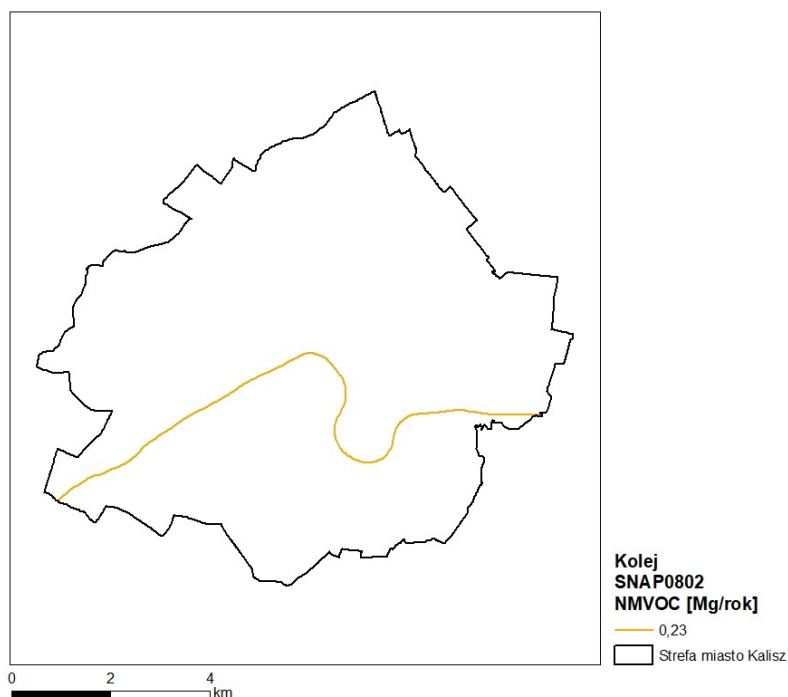 Kolej
SNAP0802
NMVOC [Mg/rok]
0,23
Strefa miasto Kalisz
0 2 4
km